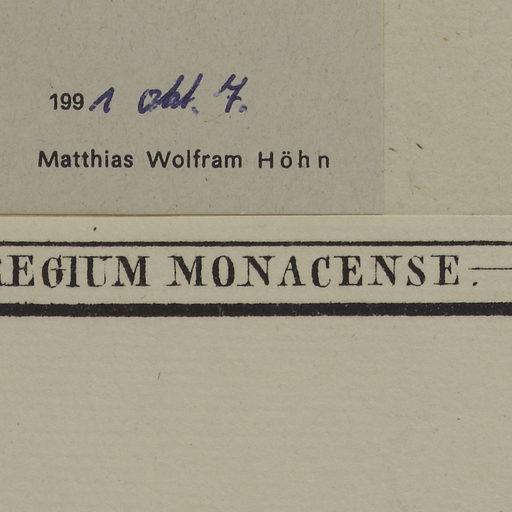 1991 okt. 7.
Matthias Wolfram Höhn
REGIUM MONACENSE.